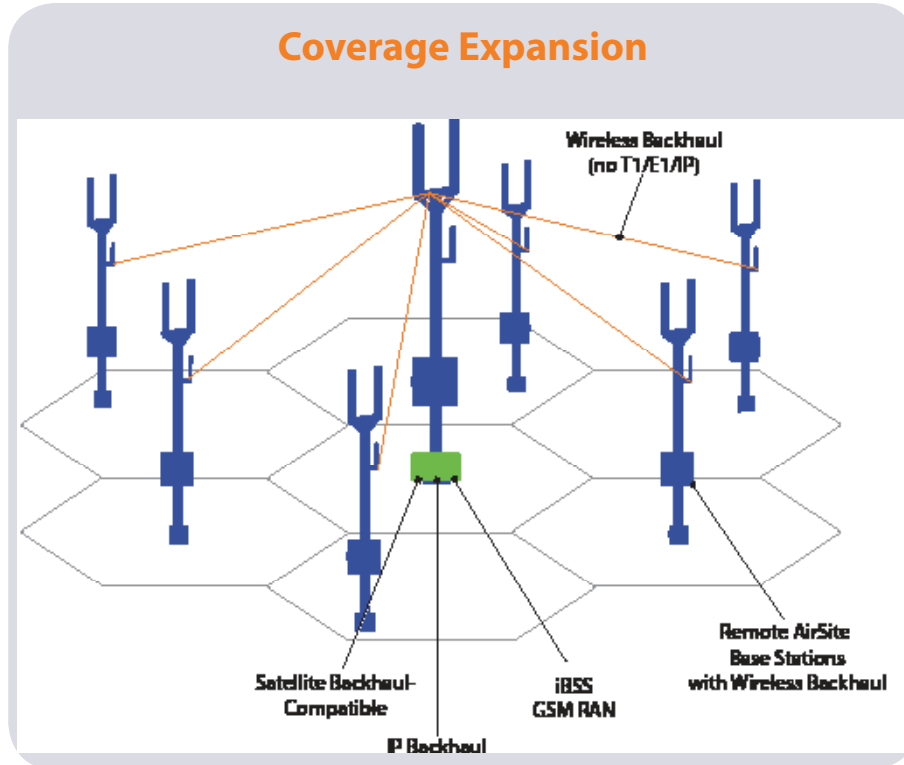 Coverage Expansion
Wireless Backhaul
(no T1/E1/IP)
Remote AirSite
Base Stations
with Wireless Backhaul
Satellite Backhaul-
Compatible
iBSS
GSM RAN
IP Backhaul